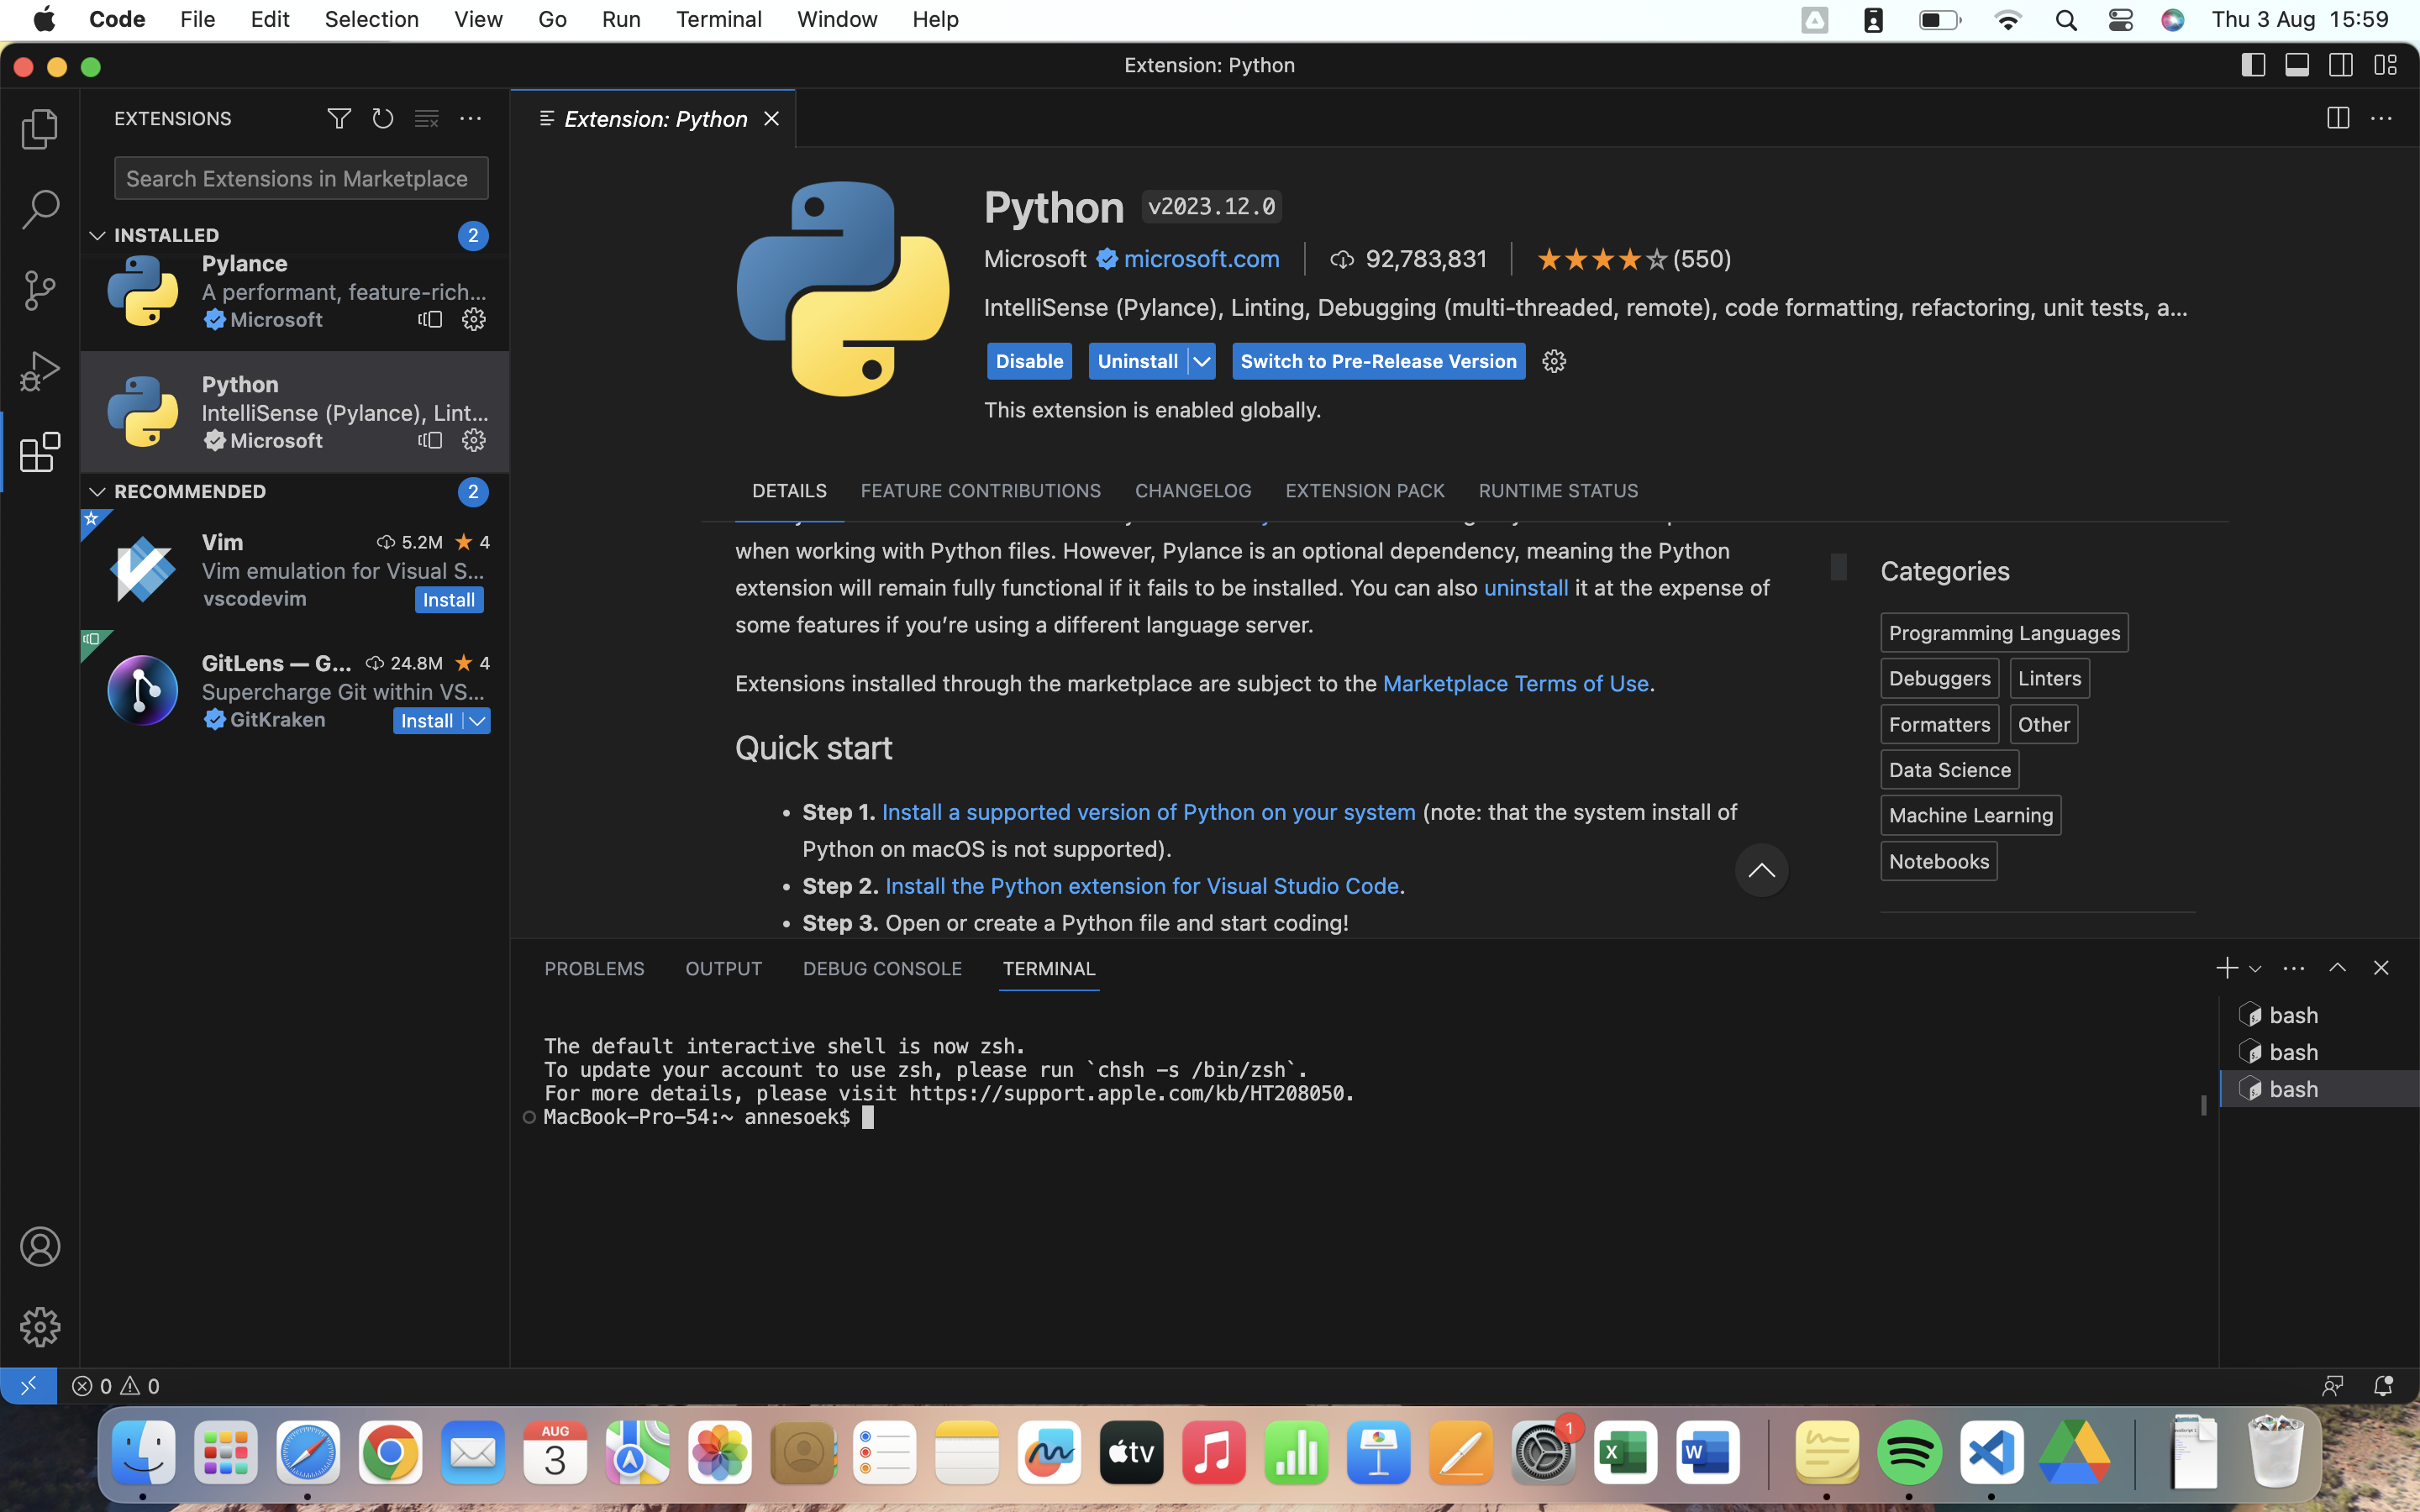 Code File Edit Selection View Go Run Terminal Window Help Thu 3 Aug 15:59
Extension: Python
EXTENSIONS
Search Extensions in Marketplace
INSTALLED 2
Pylance
A performant, feature-rich...
Microsoft
Python
IntelliSense (Pylance), Lint...
Microsoft
RECOMMENDED 2
Vim 5.2M 4
Vim emulation for Visual S...
vscodevim Install
GitLens — G... 24.8M 4
Supercharge Git within VS...
GitKraken Install
Extension: Python
Python v2023.12.0
Microsoft microsoft.com 92,783,831 (550)
IntelliSense (Pylance), Linting, Debugging (multi-threaded, remote), code formatting, refactoring, unit tests, a...
Disable Uninstall Switch to Pre-Release Version
This extension is enabled globally.
DETAILS FEATURE CONTRIBUTIONS CHANGELOG EXTENSION PACK RUNTIME STATUS
when working with Python files. However, Pylance is an optional dependency, meaning the Python
extension will remain fully functional if it fails to be installed. You can also uninstall it at the expense of
some features if you’re using a different language server.
Extensions installed through the marketplace are subject to the Marketplace Terms of Use.
Quick start
• Step 1. Install a supported version of Python on your system (note: that the system install of
Python on macOS is not supported).
• Step 2. Install the Python extension for Visual Studio Code.
• Step 3. Open or create a Python file and start coding!
Categories
Programming Languages
Debuggers Linters
Formatters Other
Data Science
Machine Learning
Notebooks
PROBLEMS OUTPUT DEBUG CONSOLE TERMINAL
The default interactive shell is now zsh.
To update your account to use zsh, please run `chsh -s /bin/zsh`.
For more details, please visit https://support.apple.com/kb/HT208050.
MacBook-Pro-54:~ annesoek$
bash
bash
bash
0 0
AUG
3
tv
1
X
W